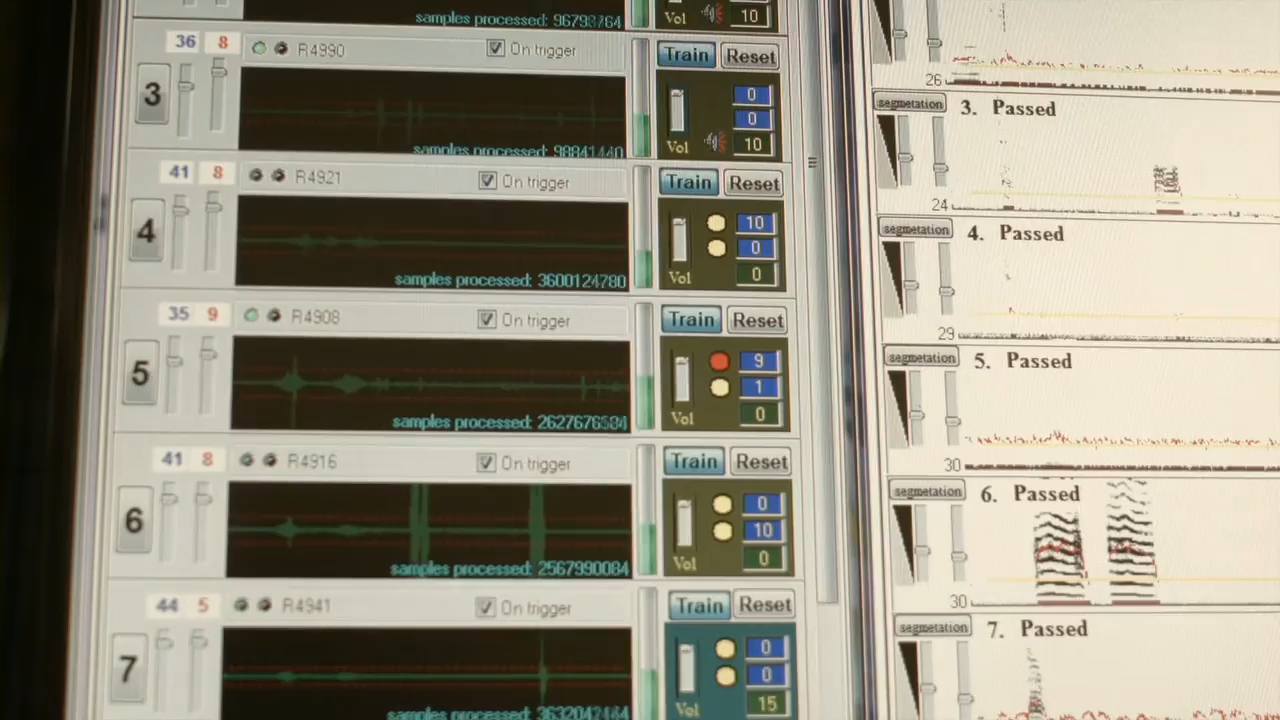 samples processed: 96798764
Vol 10
36 8 R4990 On trigger Train Reset
3
0
0
samples processed: 98841440 Vol 10
41 8 R4921 On trigger Train Reset
4
10
0
samples processed: 3600124780 Vol 0
35 9 R4908 On trigger Train Reset
5
9
1
samples processed: 2627676584 Vol 0
41 8 R4916 On trigger Train Reset
6
0
10
samples processed: 2567990084 Vol 0
44 5 R4941 On trigger Train Reset
7
0
0
samples processed: Vol 15
26
segmetation 3. Passed
24
segmetation 4. Passed
29
segmetation 5. Passed
30
segmetation 6. Passed
30
segmetation 7. Passed